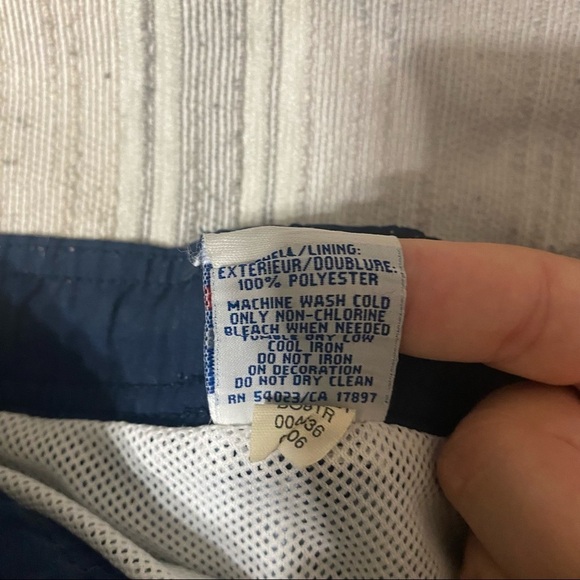 /LINING:
EXTERIEUR/DOUBLURE:
100% POLYESTER
MACHINE WASH COLD
ONLY NON-CHLORINE
BLEACH WHEN NEEDED
TUMBLE DRY LOW
COOL IRON
DO NOT IRON
ON DECORATION
DO NOT DRY CLEAN
RN 54023/CA 17897
06